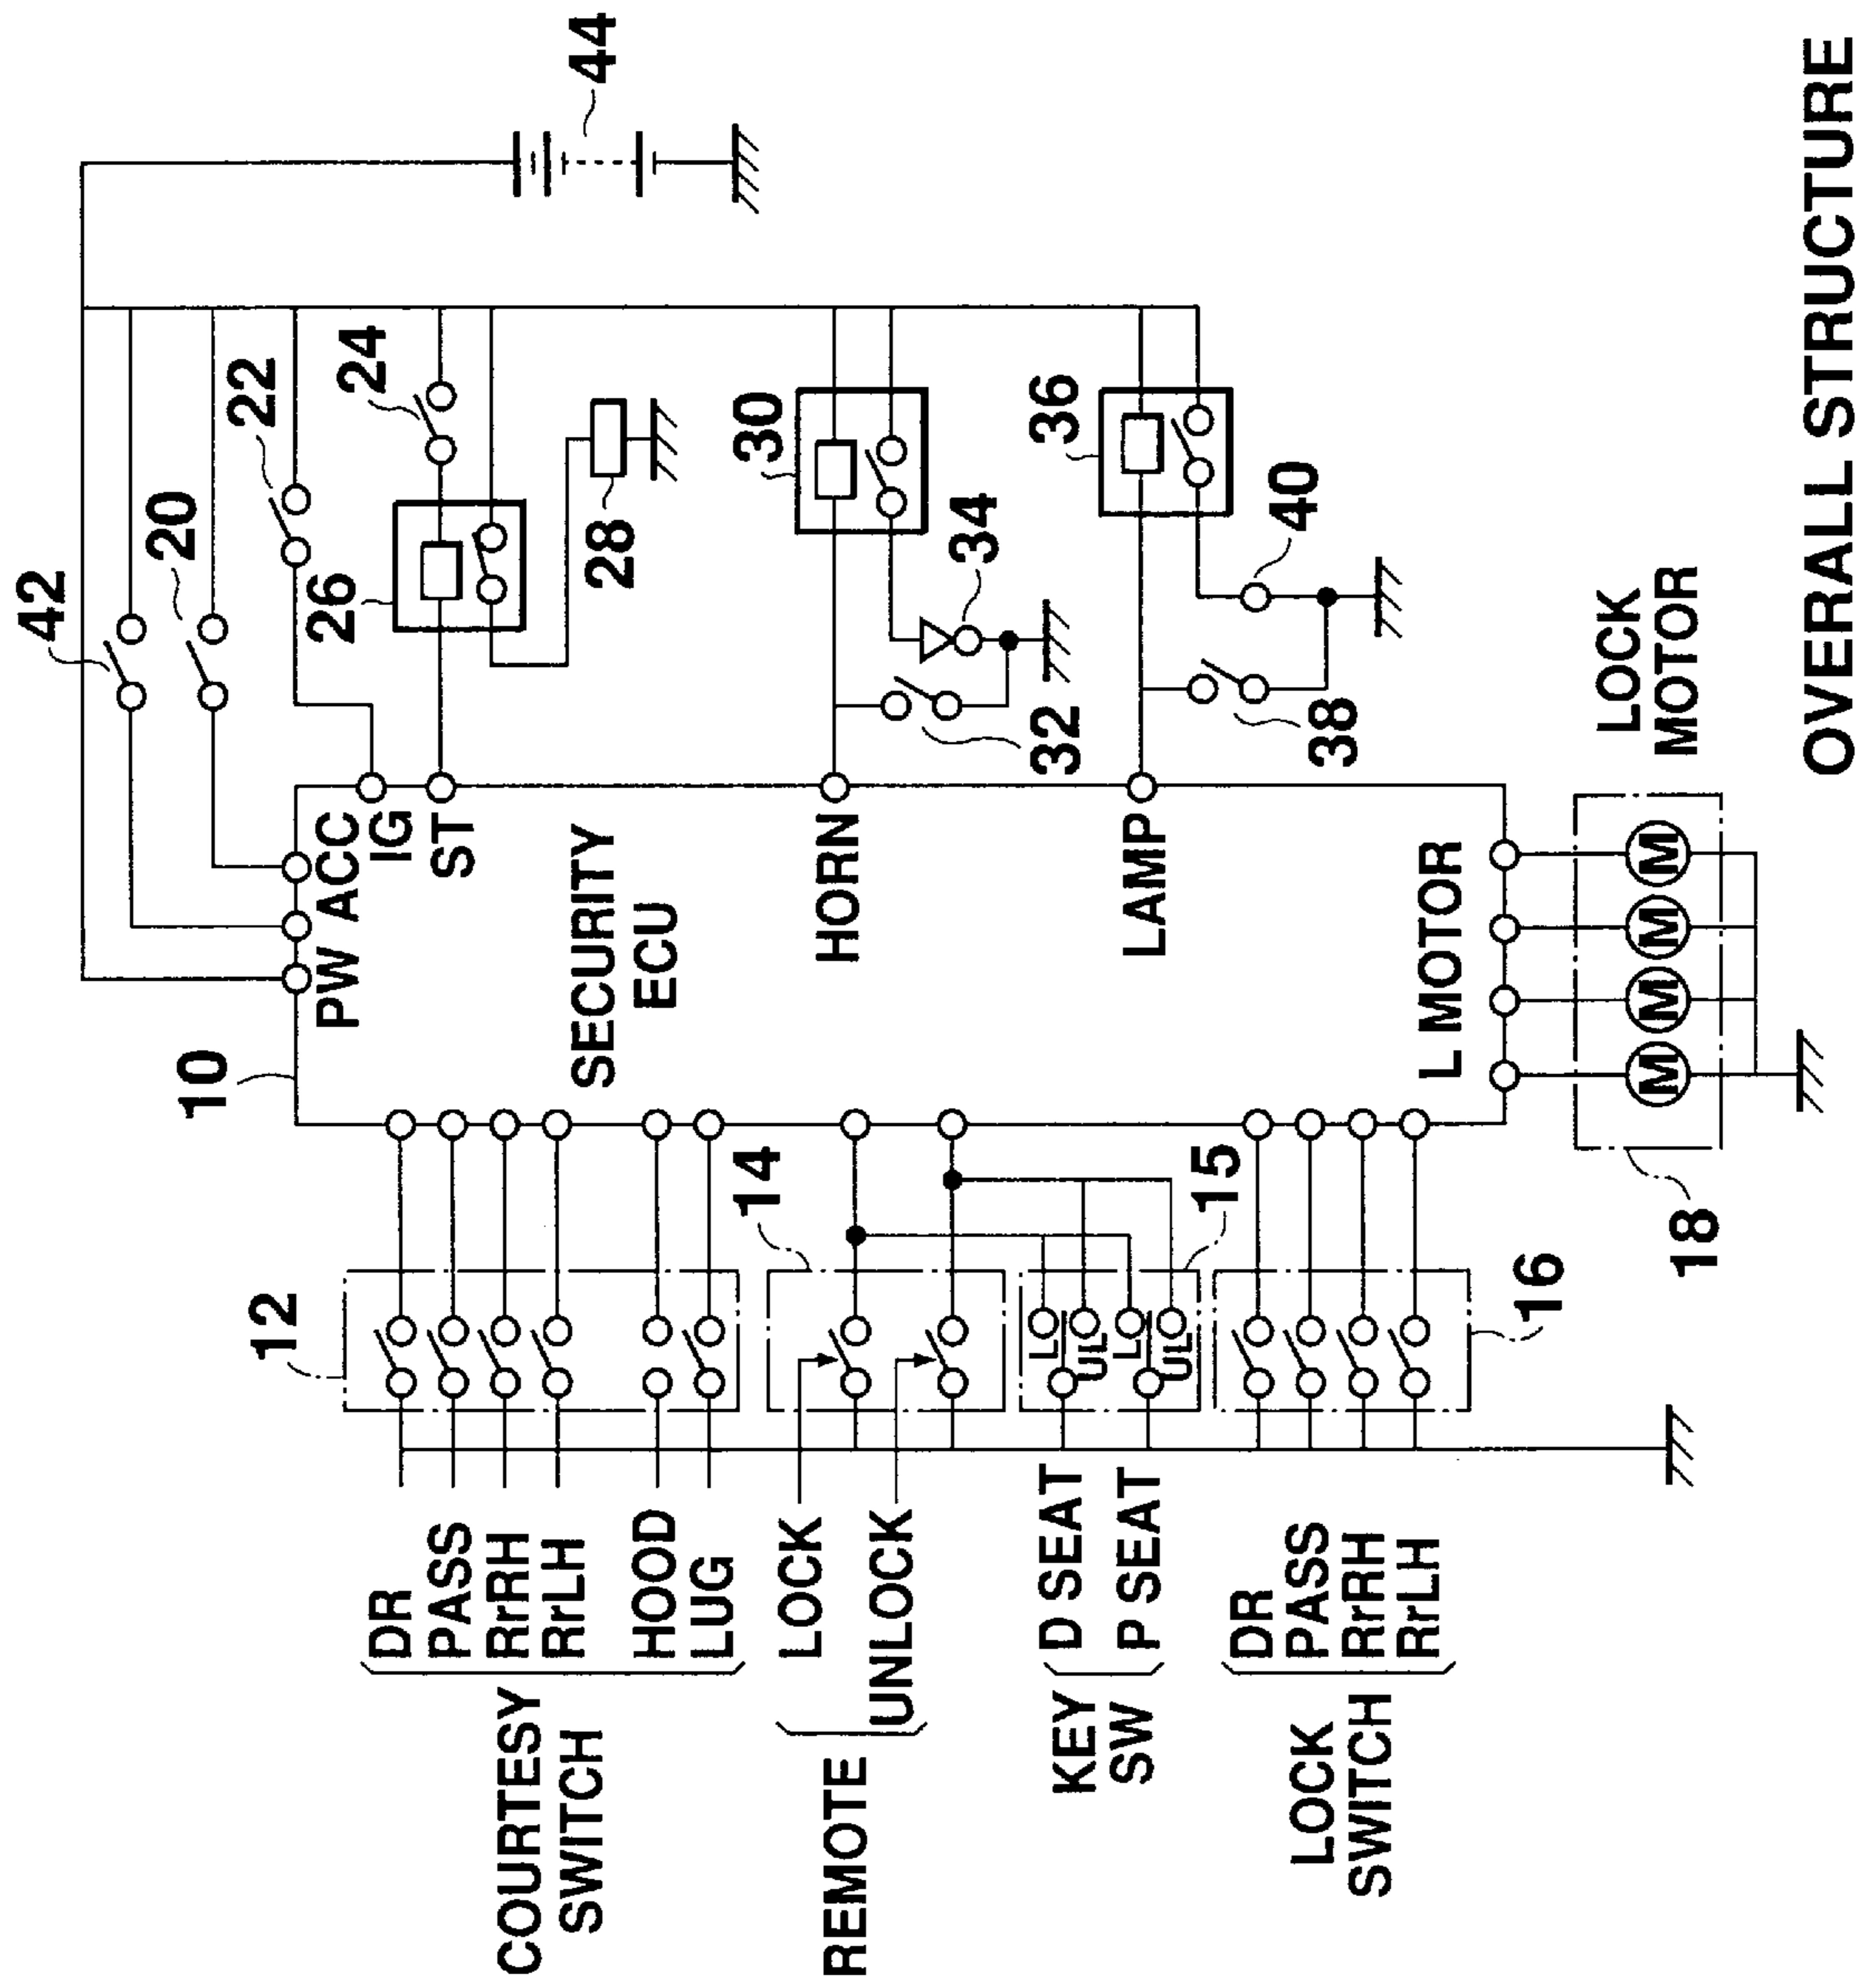 42
20
22
24
44
26
28
30
34
32
36
40
38
10
PW ACC
IG
ST
SECURITY
ECU
HORN
LAMP
L MOTOR
LOCK
MOTOR
18
12
14
15
16
L
UL
L
UL
COURTESY
SWITCH
DR
PASS
RrRH
RrLH
HOOD
LUG
REMOTE
LOCK
UNLOCK
KEY
SW
D SEAT
P SEAT
LOCK
SWITCH
DR
PASS
RrRH
RrLH
M
M
M
M
OVERALL STRUCTURE